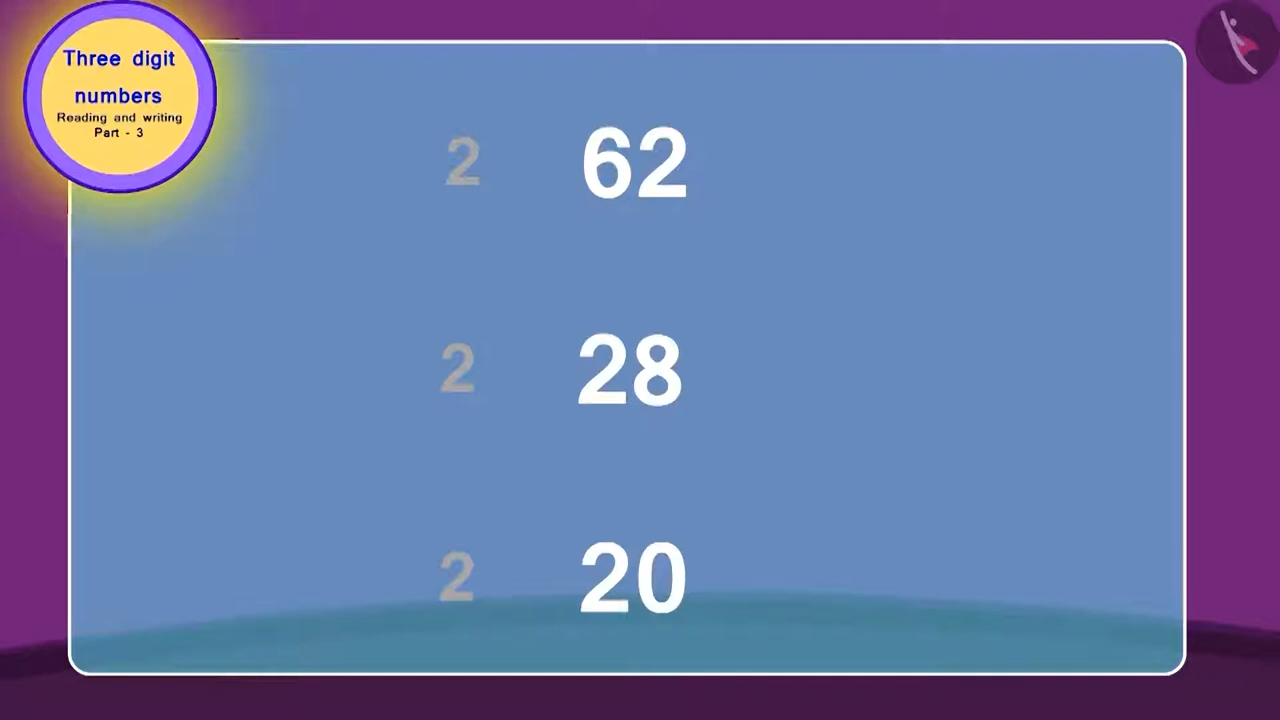 Three digit
numbers
Reading and writing
Part - 3
2 62
2 28
2 20